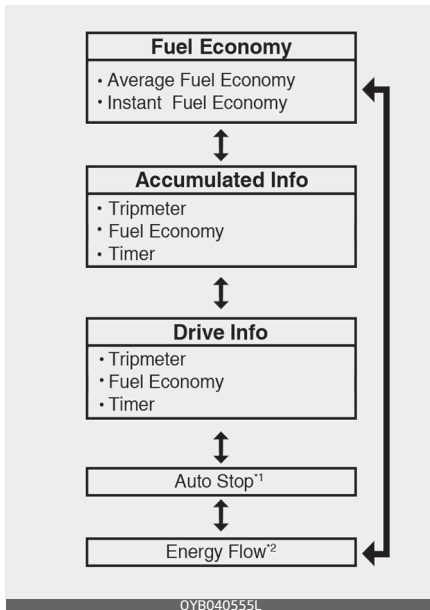 Fuel Economy
• Average Fuel Economy
• Instant Fuel Economy
Accumulated Info
• Tripmeter
• Fuel Economy
• Timer
Drive Info
• Tripmeter
• Fuel Economy
• Timer
Auto Stop*1
Energy Flow*2
OYB040555L